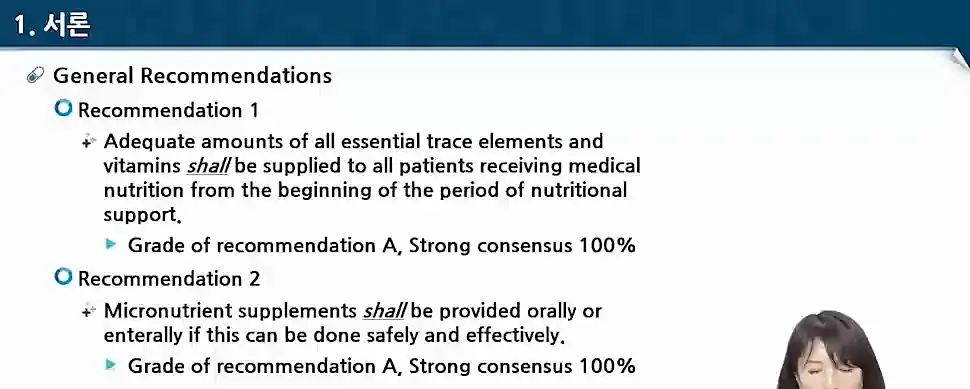 1. 서론
General Recommendations
Recommendation 1
Adequate amounts of all essential trace elements and
vitamins shall be supplied to all patients receiving medical
nutrition from the beginning of the period of nutritional
support.
Grade of recommendation A, Strong consensus 100%
Recommendation 2
Micronutrient supplements shall be provided orally or
enterally if this can be done safely and effectively.
Grade of recommendation A, Strong consensus 100%